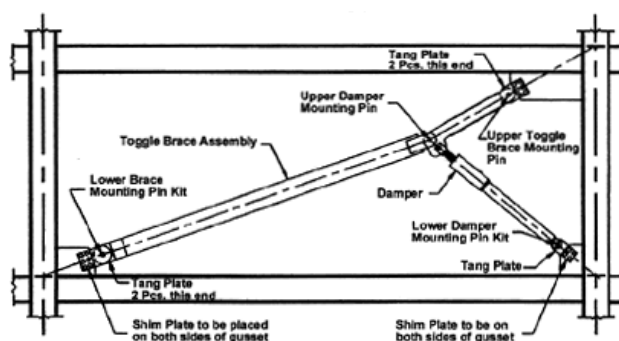 Tang Plate
2 Pcs. this end
Upper Damper
Mounting Pin
Toggle Brace Assembly
Upper Toggle
Brace Mounting
Pin
Lower Brace
Mounting Pin Kit
Damper
Lower Damper
Mounting Pin Kit
Tang Plate
Tang Plate
2 Pcs. this end
Shim Plate to be placed
on both sides of gusset
Shim Plate to be on
both sides of gusset